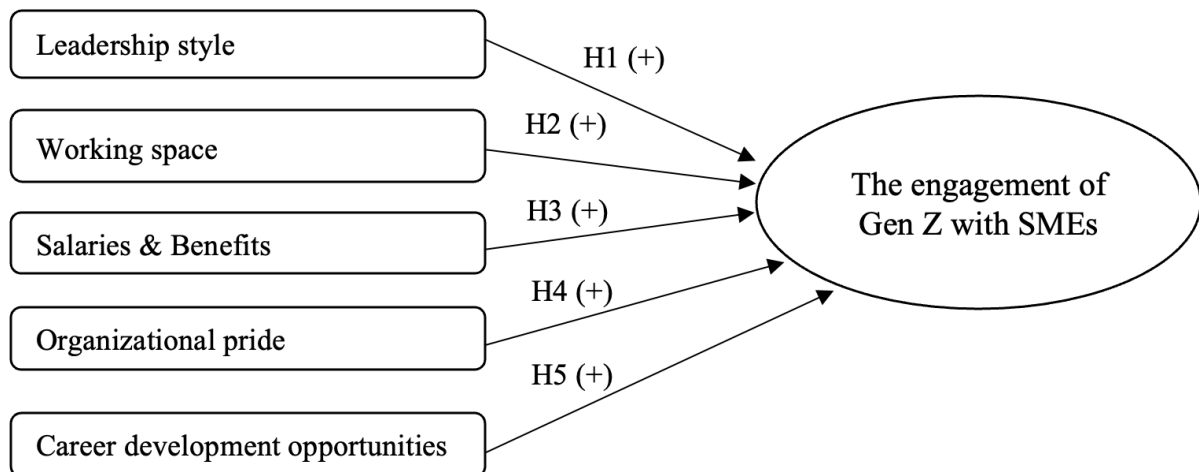 Leadership style
H1 (+)
H2 (+)
Working space
The engagement of
Gen Z with SMEs
H3 (+)
Salaries & Benefits
H4 (+)
Organizational pride
H5 (+)
Career development opportunities